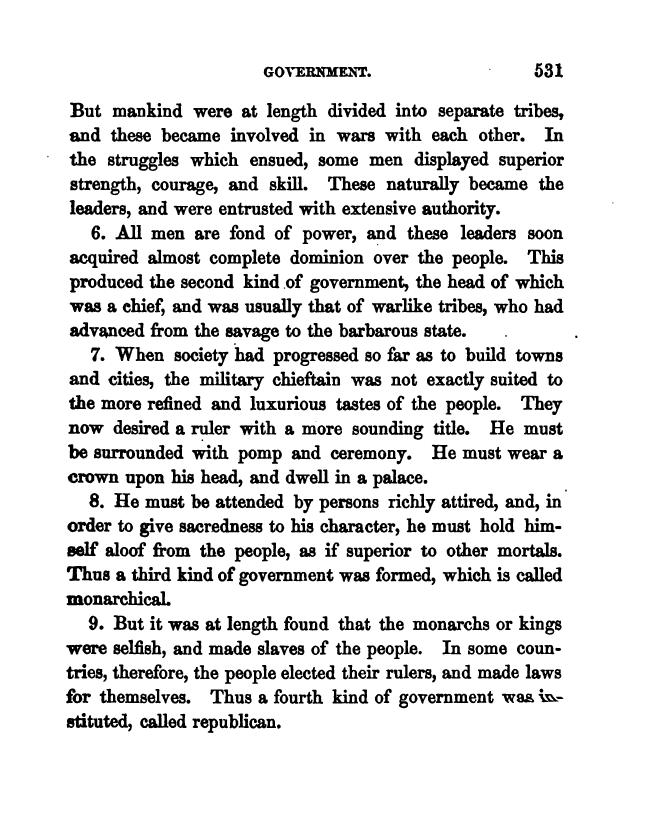 GOVERNMENT. 531
But mankind were at length divided into separate tribes,
and these became involved in wars with each other. In
the struggles which ensued, some men displayed superior
strength, courage, and skill. These naturally became the
leaders, and were entrusted with extensive authority.
6. All men are fond of power, and these leaders soon
acquired almost complete dominion over the people. This
produced the second kind of government, the head of which
was a chief, and was usually that of warlike tribes, who had
advanced from the savage to the barbarous state.
7. When society had progressed so far as to build towns
and cities, the military chieftain was not exactly suited to
the more refined and luxurious tastes of the people. They
now desired a ruler with a more sounding title. He must
be surrounded with pomp and ceremony. He must wear a
crown upon his head, and dwell in a palace.
8. He must be attended by persons richly attired, and, in
order to give sacredness to his character, he must hold him-
self aloof from the people, as if superior to other mortals.
Thus a third kind of government was formed, which is called
monarchical.
9. But it was at length found that the monarchs or kings
were selfish, and made slaves of the people. In some coun-
tries, therefore, the people elected their rulers, and made laws
for themselves. Thus a fourth kind of government was in-
stituted, called republican.